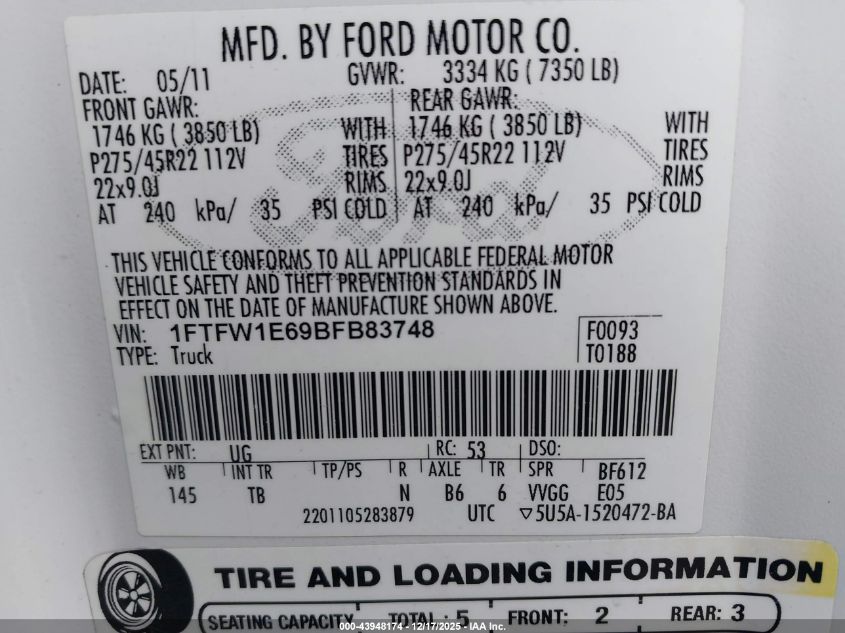 MFD. BY FORD MOTOR CO.
DATE: 05/11 GVWR: 3334 KG ( 7350 LB)
FRONT GAWR: REAR GAWR:
1746 KG ( 3850 LB) WITH 1746 KG ( 3850 LB) WITH
P275/45R22 112V TIRES P275/45R22 112V TIRES
22x9.0J RIMS 22x9.0J RIMS
AT 240 kPa/ 35 PSI COLD AT 240 kPa/ 35 PSI COLD
Ford
THIS VEHICLE CONFORMS TO ALL APPLICABLE FEDERAL MOTOR
VEHICLE SAFETY AND THEFT PREVENTION STANDARDS IN
EFFECT ON THE DATE OF MANUFACTURE SHOWN ABOVE.
VIN: 1FTFW1E69BFB83748 F0093
TYPE: Truck T0188
EXT PNT: UG RC: 53 DSO:
WB INT TR TP/PS R AXLE TR SPR BF612
145 TB N B6 6 VVGG E05
2201105283879 UTC ▽5U5A-1520472-BA
TIRE AND LOADING INFORMATION
SEATING CAPACITY TOTAL : 5 FRONT: 2 REAR: 3
000-43948174 - 12/17/2025 - IAA Inc.